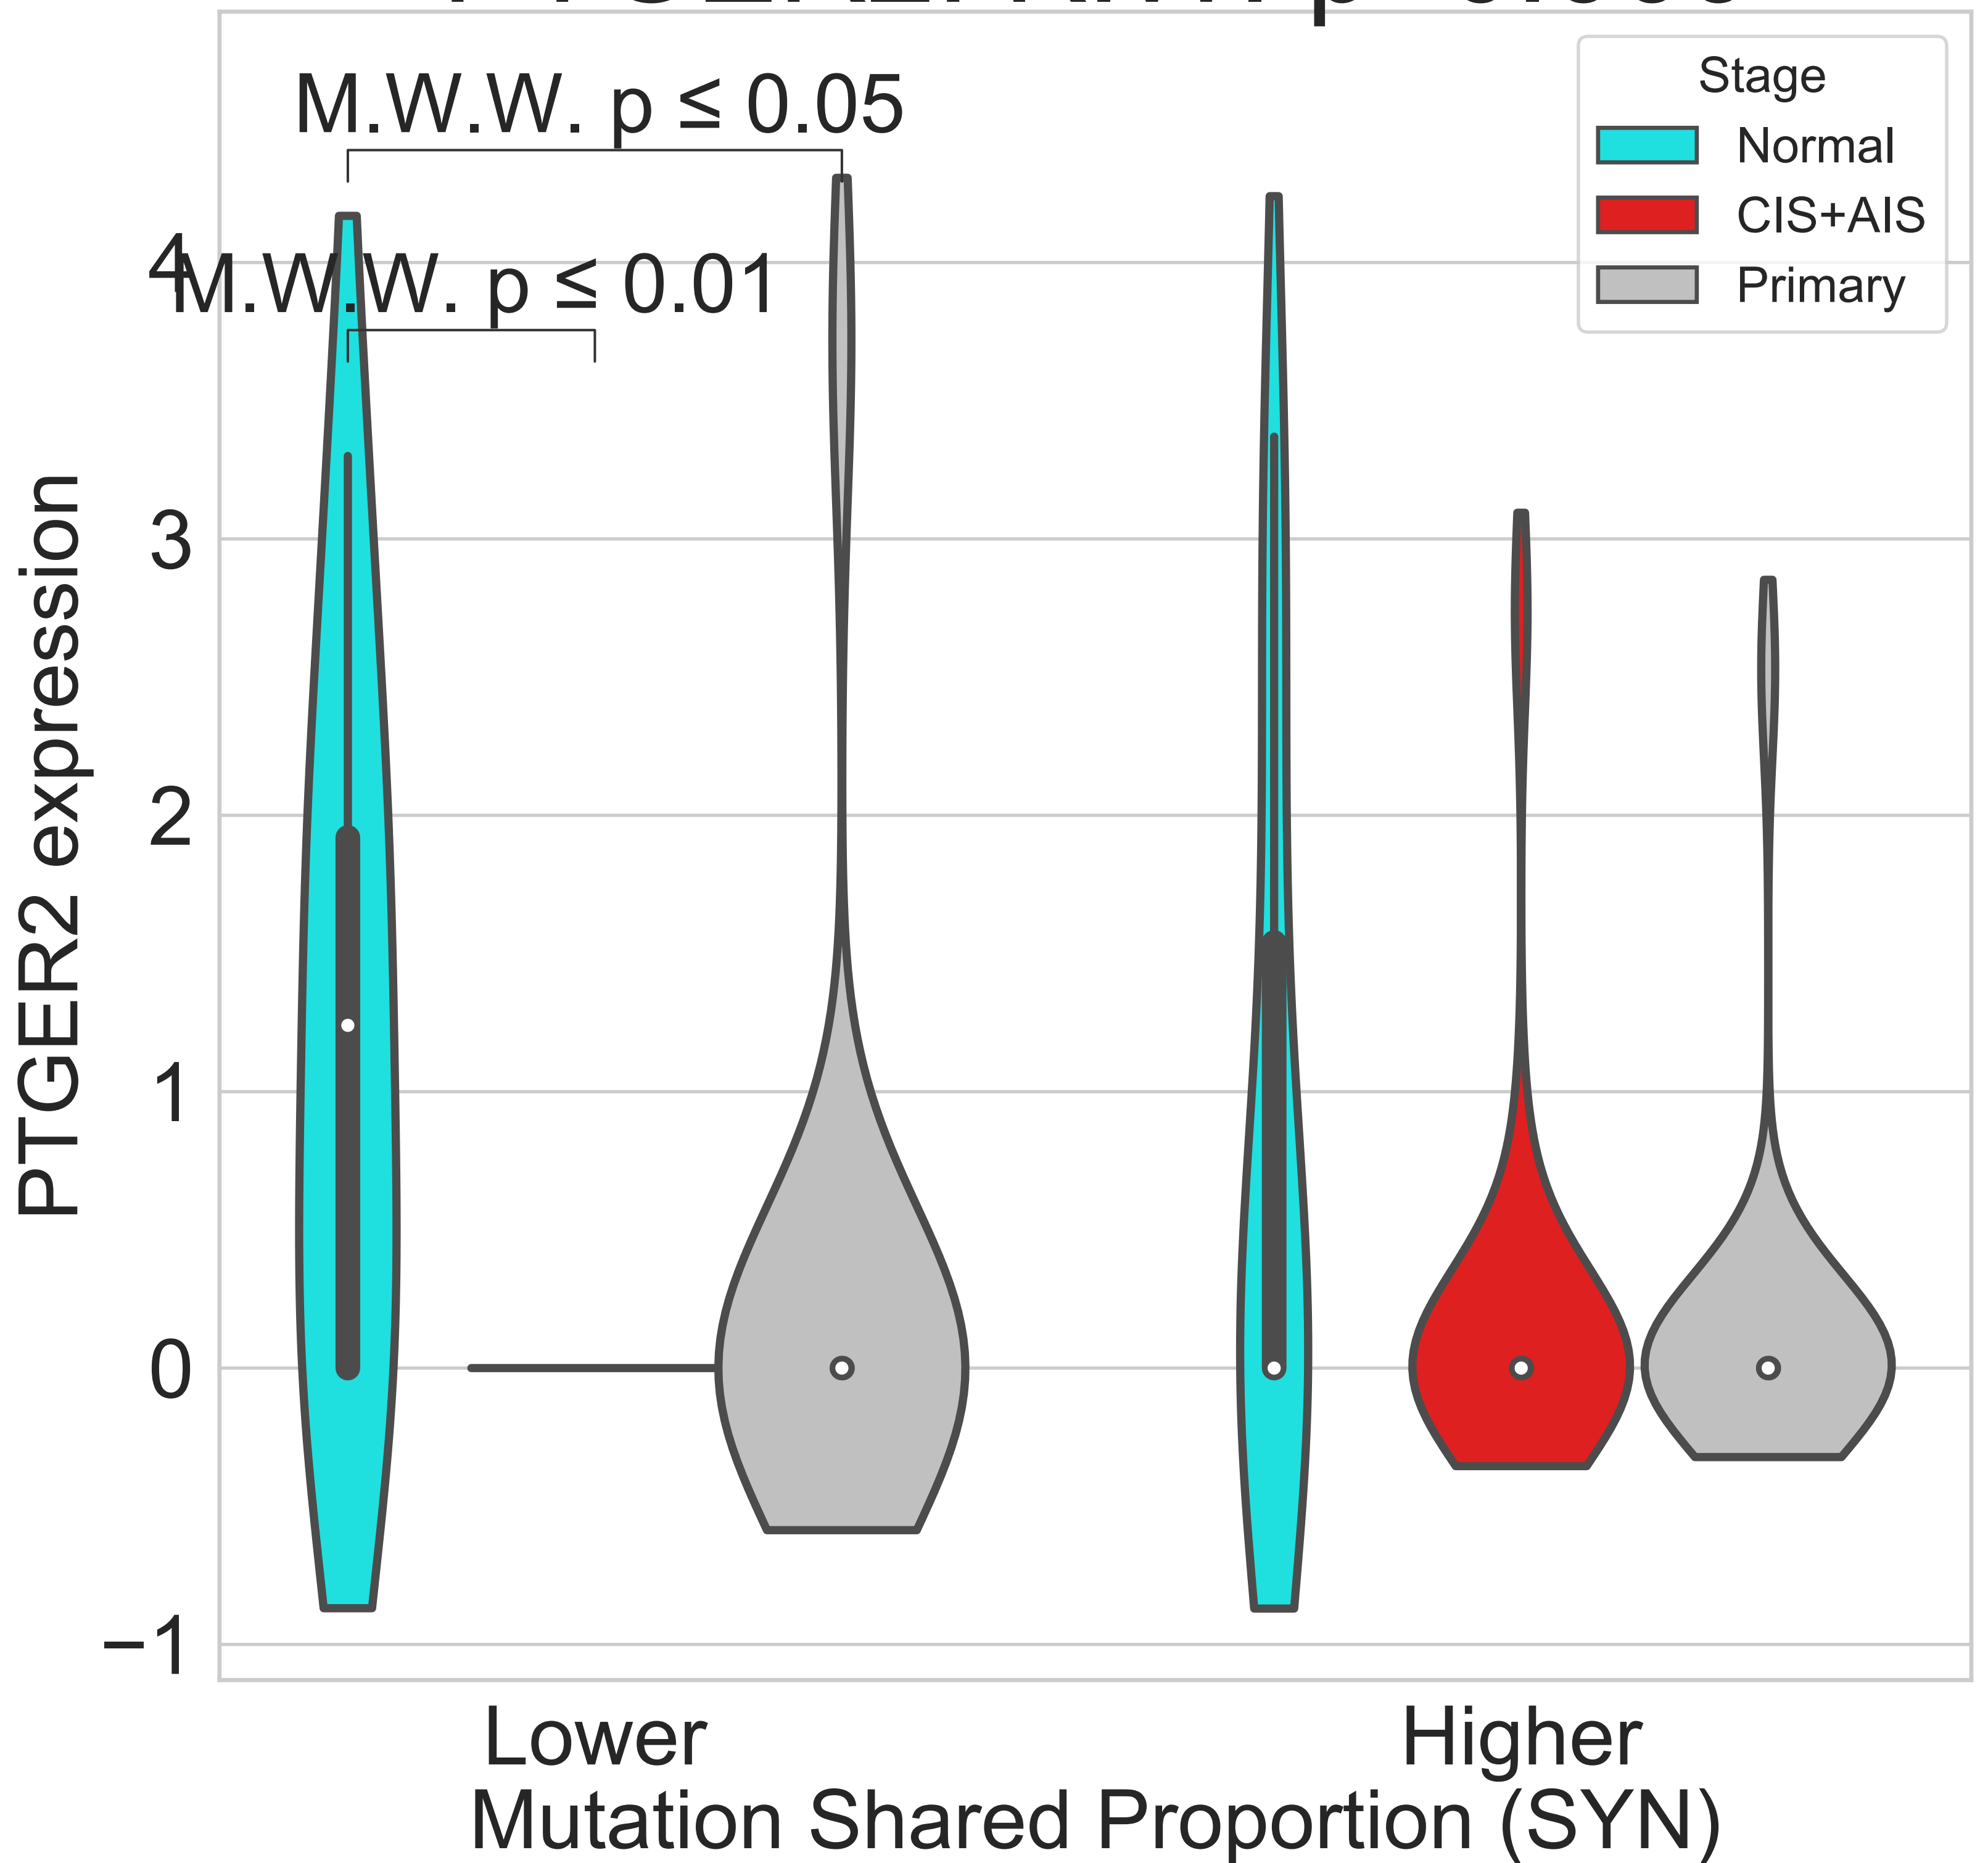 M.W.W. p ≤ 0.05
M.W.W. p ≤ 0.01
Stage
Normal
CIS+AIS
Primary
PTGER2 expression
4
3
2
1
0
−1
Lower
Higher
Mutation Shared Proportion (SYN)